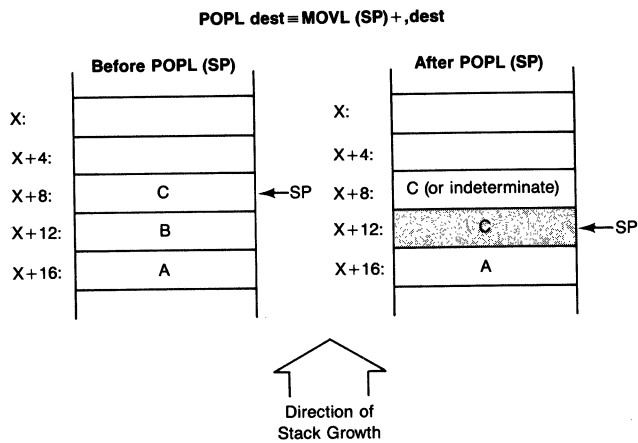 POPL dest ≡ MOVL (SP)+,dest
Before POPL (SP)
X:
X+4:
X+8: C ←SP
X+12: B
X+16: A
After POPL (SP)
X:
X+4:
X+8: C (or indeterminate)
X+12: C ←SP
X+16: A
Direction of
Stack Growth